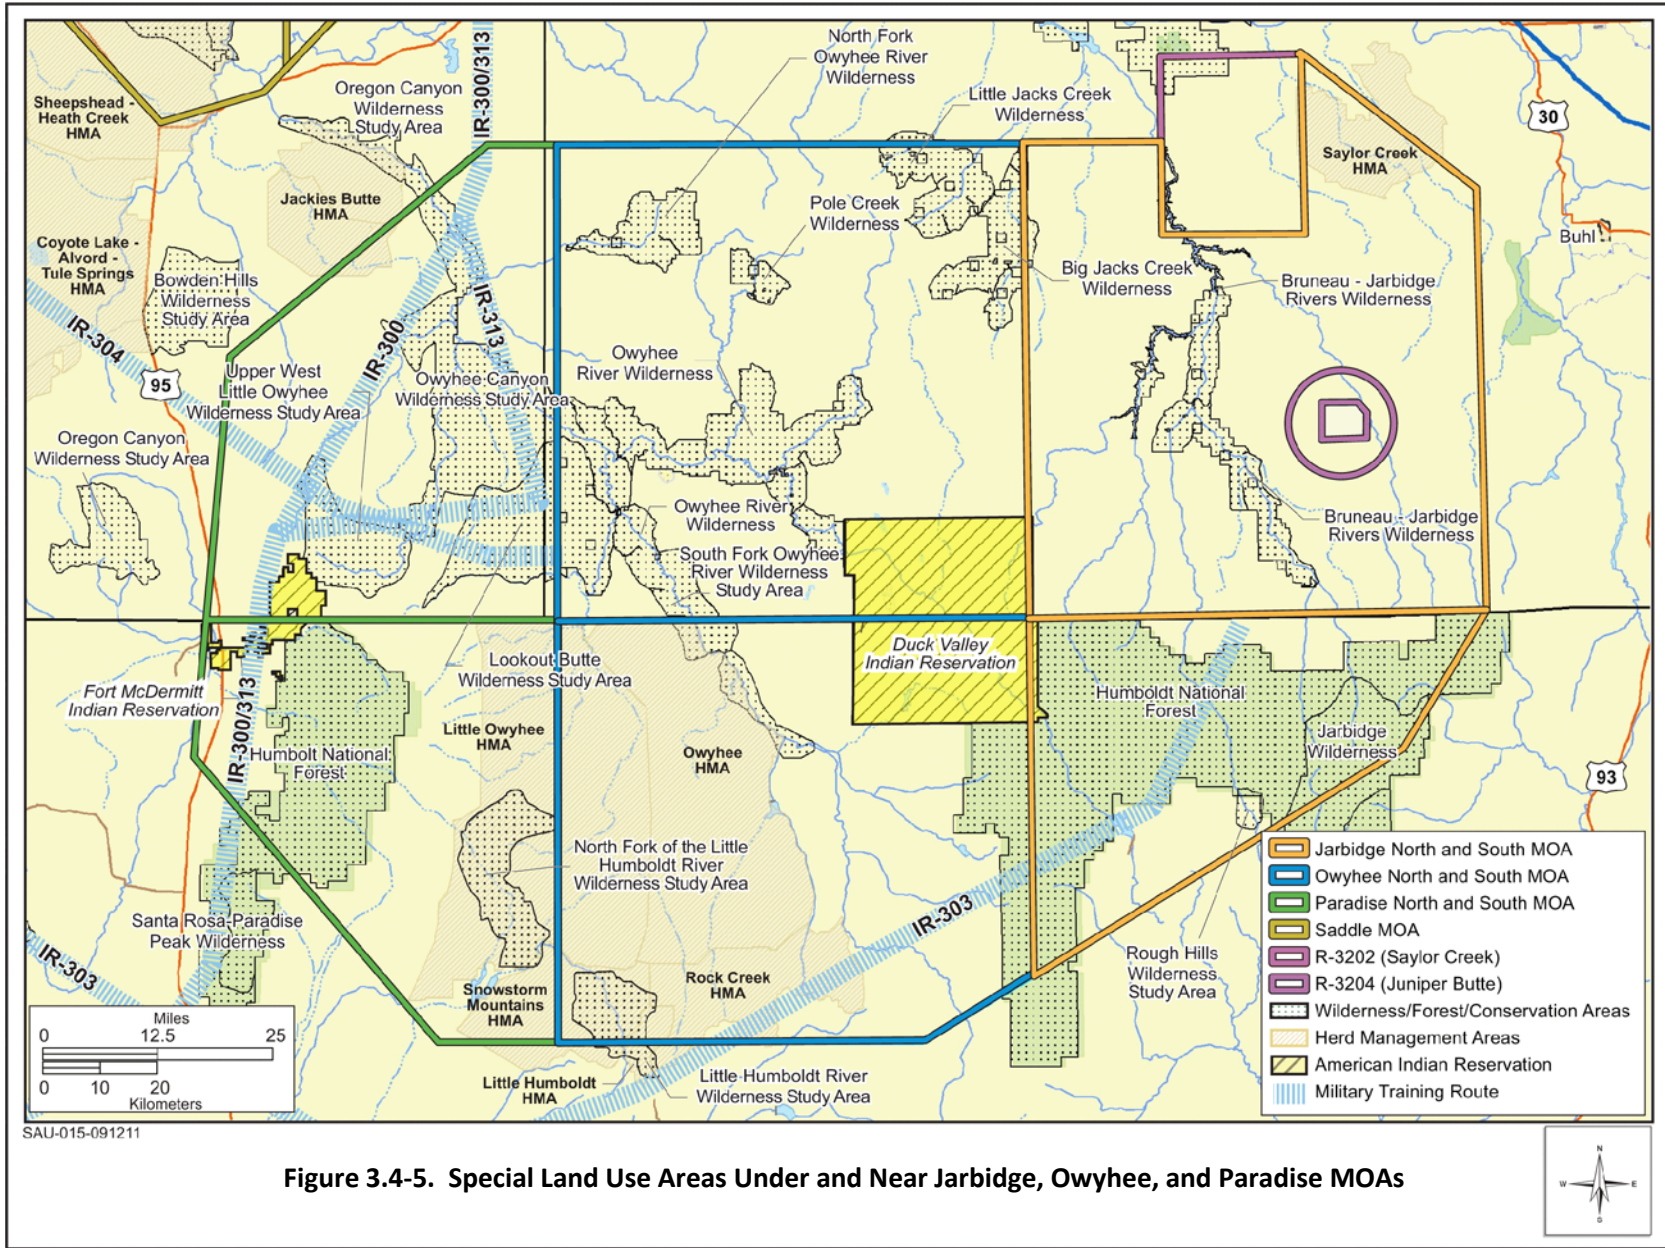 North Fork
Owyhee River
Wilderness
IR-300/313
Oregon Canyon
Wilderness
Study Area
Little Jacks Creek
Wilderness
Sheepshead -
Heath Creek
HMA
30
Saylor Creek
HMA
Jackies Butte
HMA
Pole Creek
Wilderness
Buhl
Coyote Lake -
Alvord -
Tule Springs
HMA
Bowden Hills
Wilderness
Study Area
Big Jacks Creek
Wilderness
Bruneau - Jarbidge
Rivers Wilderness
IR-304
IR-300
IR-313
95
Upper West
Little Owyhee
Wilderness Study Area
Owyhee
River Wilderness
Owyhee Canyon
Wilderness Study Area
Oregon Canyon
Wilderness Study Area
Owyhee River
Wilderness
Bruneau - Jarbidge
Rivers Wilderness
South Fork Owyhee
River Wilderness
Study Area
Duck Valley
Indian Reservation
Lookout Butte
Wilderness Study Area
Fort McDermitt
Indian Reservation
IR-300/313
Humboldt National
Forest
Little Owyhee
HMA
Owyhee
HMA
Jarbidge
Wilderness
Humbolt National
Forest
93
North Fork of the Little
Humboldt River
Wilderness Study Area
IR-303
Santa Rosa-Paradise
Peak Wilderness
IR-303
Rough Hills
Wilderness
Study Area
Rock Creek
HMA
Snowstorm
Mountains
HMA
Little Humboldt
HMA
Little Humboldt River
Wilderness Study Area
Miles
0 12.5 25
0 10 20
Kilometers
Jarbidge North and South MOA
Owyhee North and South MOA
Paradise North and South MOA
Saddle MOA
R-3202 (Saylor Creek)
R-3204 (Juniper Butte)
Wilderness/Forest/Conservation Areas
Herd Management Areas
American Indian Reservation
Military Training Route
SAU-015-091211
Figure 3.4-5. Special Land Use Areas Under and Near Jarbidge, Owyhee, and Paradise MOAs
N
W E
S